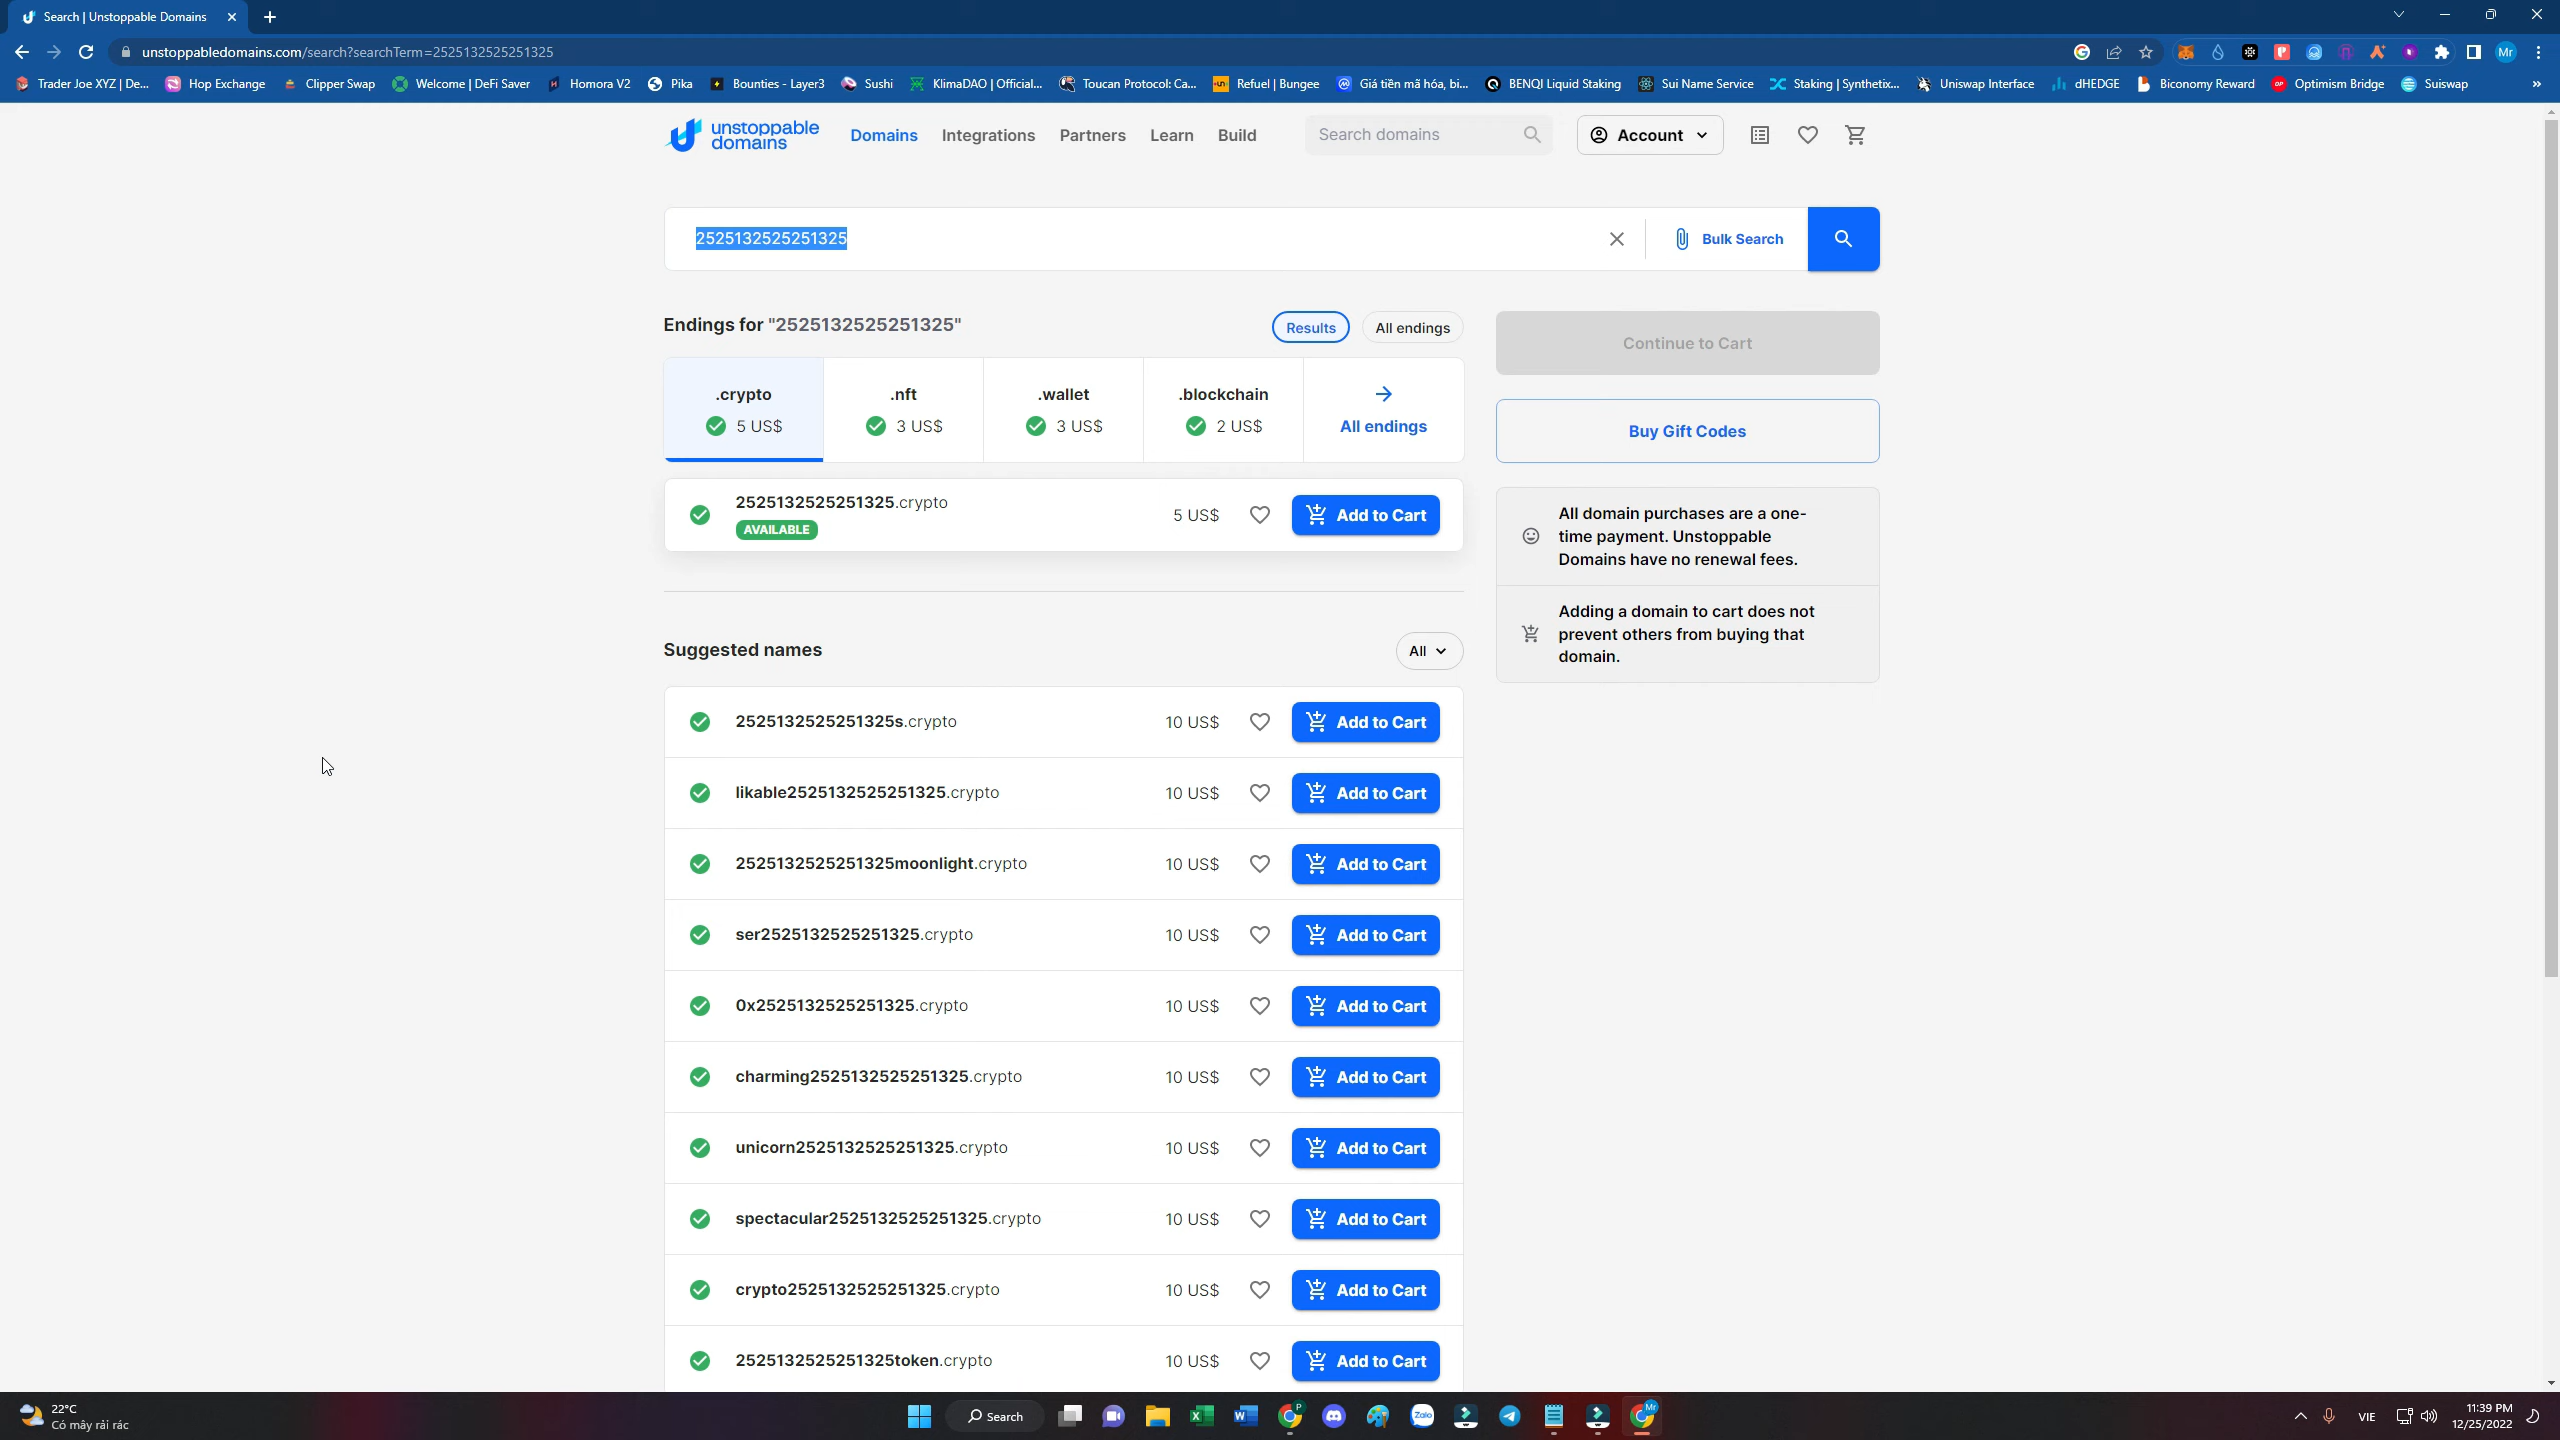 Search | Unstoppable Domains
unstoppabledomains.com/search?searchTerm=2525132525251325
Trader Joe XYZ | De... Hop Exchange Clipper Swap Welcome | DeFi Saver Homora V2 Pika Bounties - Layer3 Sushi KlimaDAO | Official... Toucan Protocol: Ca... Refuel | Bungee Giá tiền mã hóa, bi... BENQI Liquid Staking Sui Name Service Staking | Synthetix... Uniswap Interface dHEDGE Biconomy Reward Optimism Bridge Suiswap
unstoppable
domains
Domains Integrations Partners Learn Build Search domains Account
2525132525251325 Bulk Search
Endings for "2525132525251325" Results All endings
Continue to Cart
.crypto .nft .wallet .blockchain
5 US$ 3 US$ 3 US$ 2 US$ All endings
Buy Gift Codes
2525132525251325.crypto
AVAILABLE
5 US$ Add to Cart
All domain purchases are a one-
time payment. Unstoppable
Domains have no renewal fees.
Adding a domain to cart does not
prevent others from buying that
domain.
Suggested names All
2525132525251325s.crypto 10 US$ Add to Cart
likable2525132525251325.crypto 10 US$ Add to Cart
2525132525251325moonlight.crypto 10 US$ Add to Cart
ser2525132525251325.crypto 10 US$ Add to Cart
0x2525132525251325.crypto 10 US$ Add to Cart
charming2525132525251325.crypto 10 US$ Add to Cart
unicorn2525132525251325.crypto 10 US$ Add to Cart
spectacular2525132525251325.crypto 10 US$ Add to Cart
crypto2525132525251325.crypto 10 US$ Add to Cart
2525132525251325token.crypto 10 US$ Add to Cart
22°C
Có mây rải rác
Search
Zalo
VIE
11:39 PM
12/25/2022